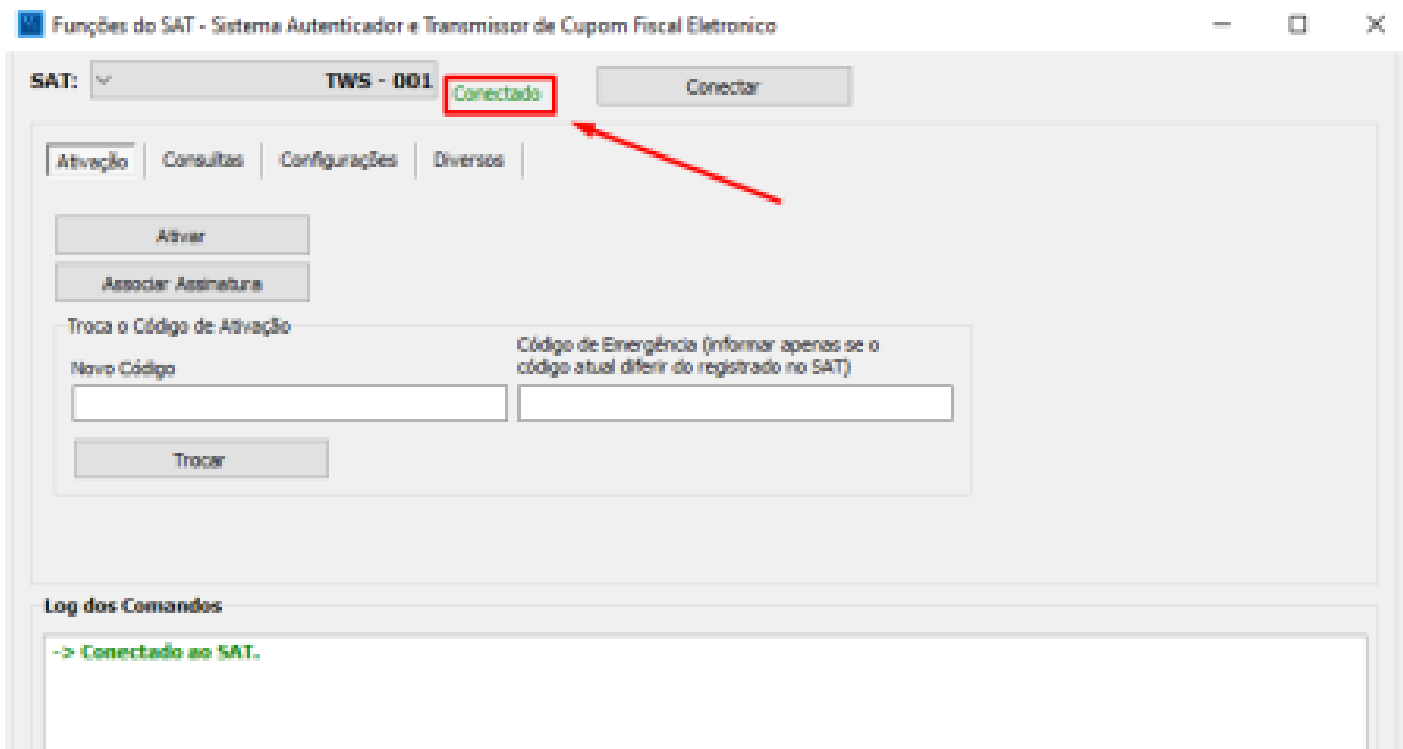 Funções do SAT - Sistema Autenticador e Transmissor de Cupom Fiscal Eletronico
SAT: TWS - 001 Conectado Conectar
Ativação Consultas Configurações Diversos
Ativar
Associar Assinatura
Troca o Código de Ativação
Novo Código
Código de Emergência (informar apenas se o
código atual diferir do registrado no SAT)
Trocar
Log dos Comandos
-> Conectado ao SAT.